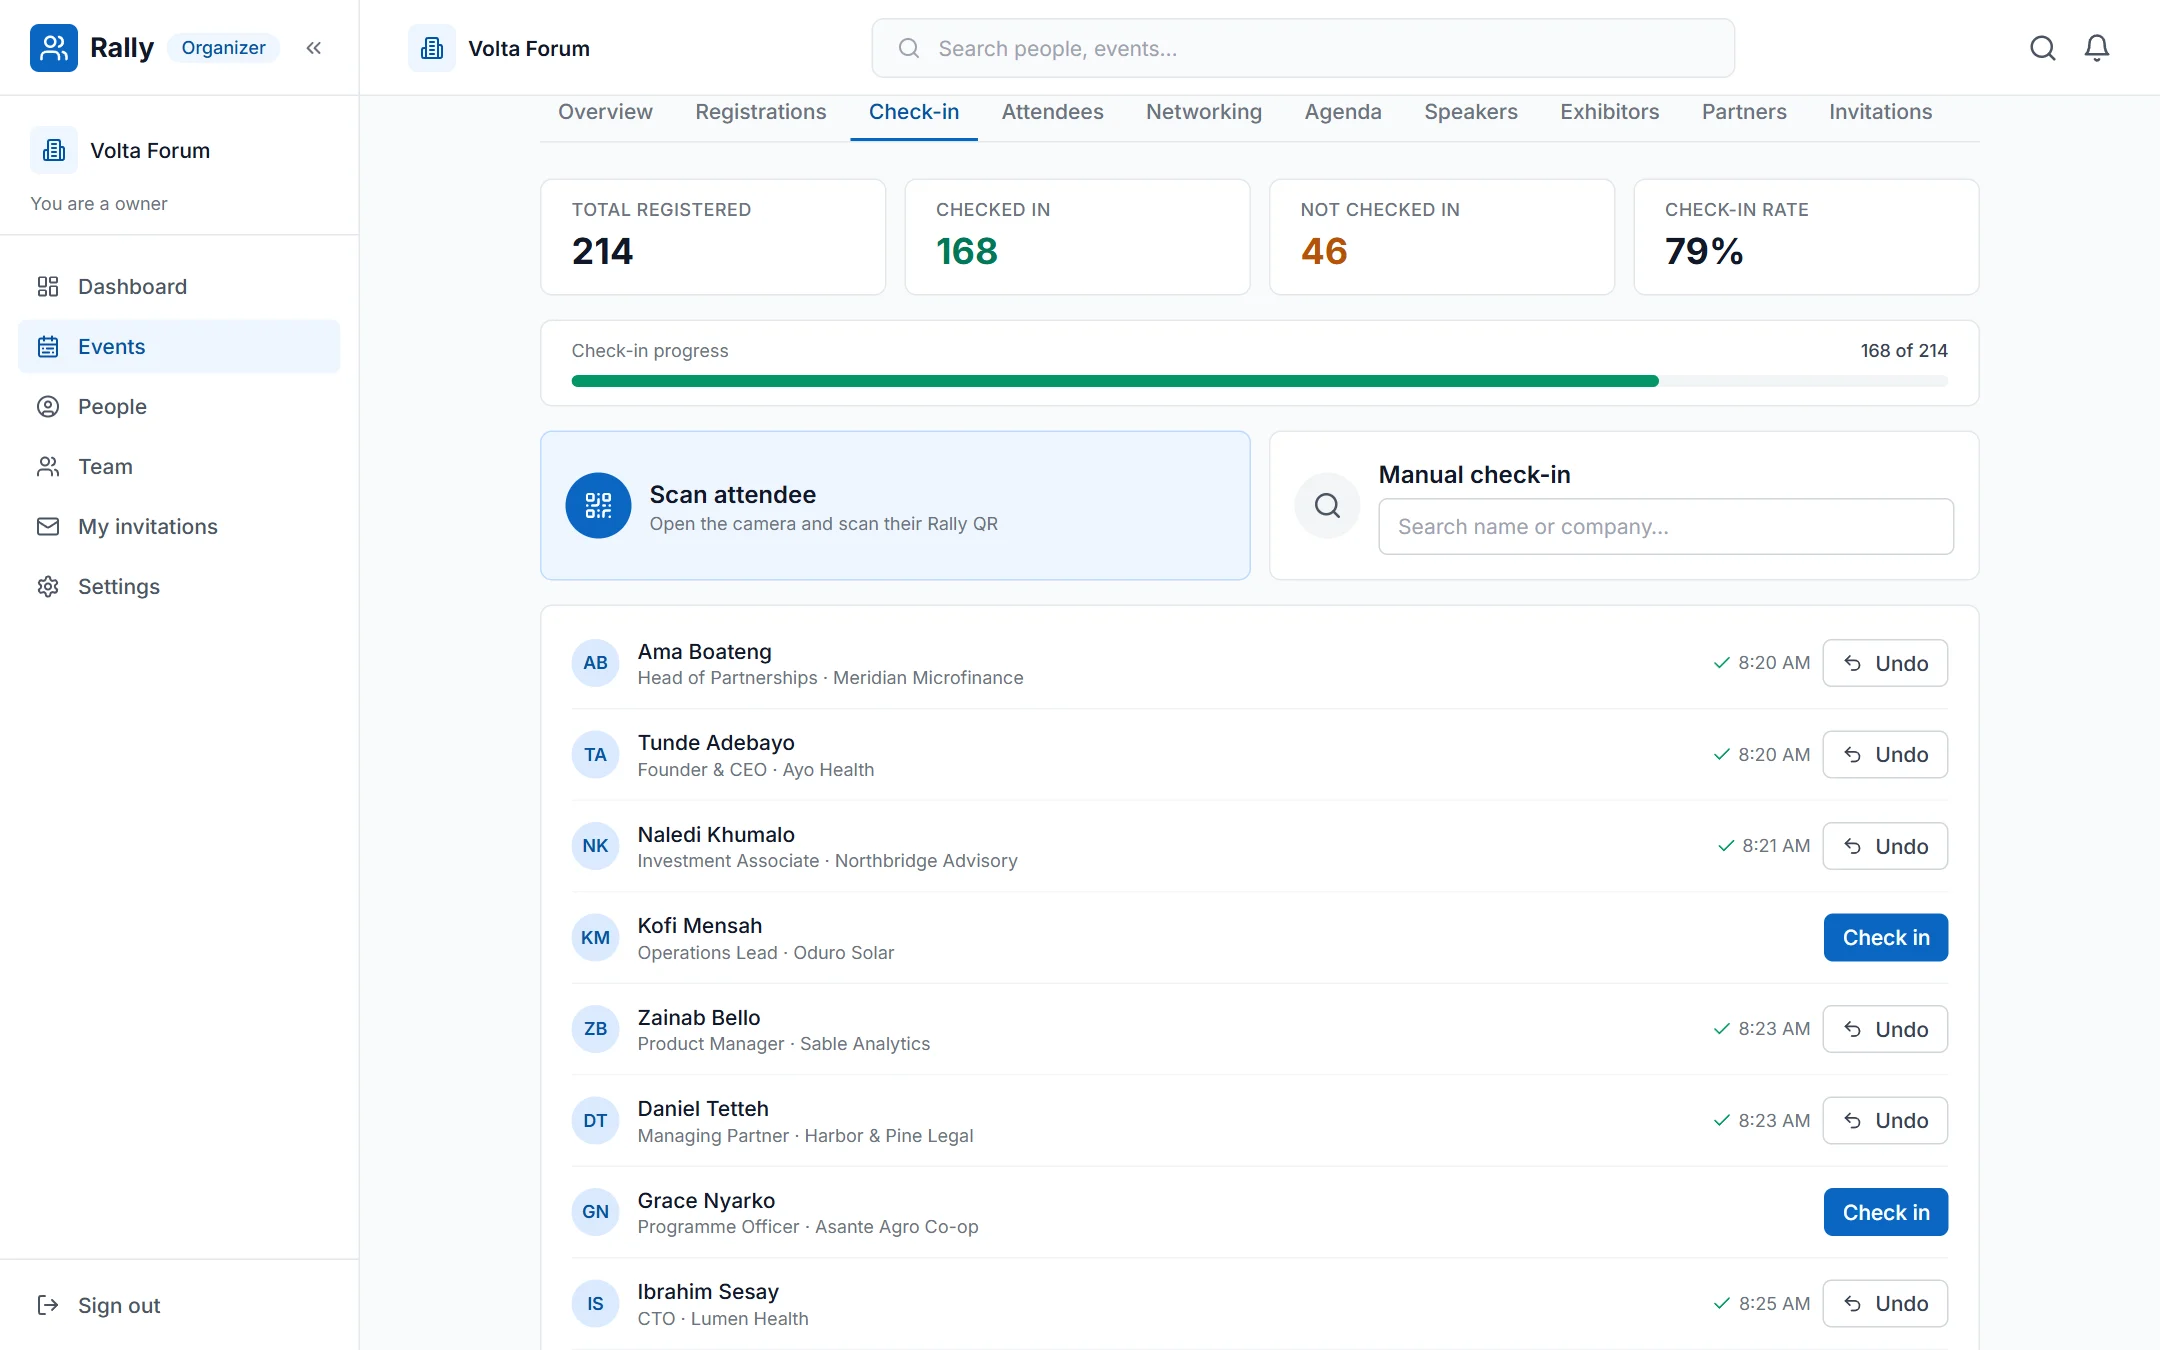 Rally Organizer
Volta Forum
Search people, events...
Volta Forum
You are a owner
Dashboard
Events
People
Team
My invitations
Settings
Sign out
Overview Registrations Check-in Attendees Networking Agenda Speakers Exhibitors Partners Invitations
TOTAL REGISTERED
214
CHECKED IN
168
NOT CHECKED IN
46
CHECK-IN RATE
79%
Check-in progress
168 of 214
Scan attendee
Open the camera and scan their Rally QR
Manual check-in
Search name or company...
AB
Ama Boateng
Head of Partnerships · Meridian Microfinance
8:20 AM
Undo
TA
Tunde Adebayo
Founder & CEO · Ayo Health
8:20 AM
Undo
NK
Naledi Khumalo
Investment Associate · Northbridge Advisory
8:21 AM
Undo
KM
Kofi Mensah
Operations Lead · Oduro Solar
Check in
ZB
Zainab Bello
Product Manager · Sable Analytics
8:23 AM
Undo
DT
Daniel Tetteh
Managing Partner · Harbor & Pine Legal
8:23 AM
Undo
GN
Grace Nyarko
Programme Officer · Asante Agro Co-op
Check in
IS
Ibrahim Sesay
CTO · Lumen Health
8:25 AM
Undo